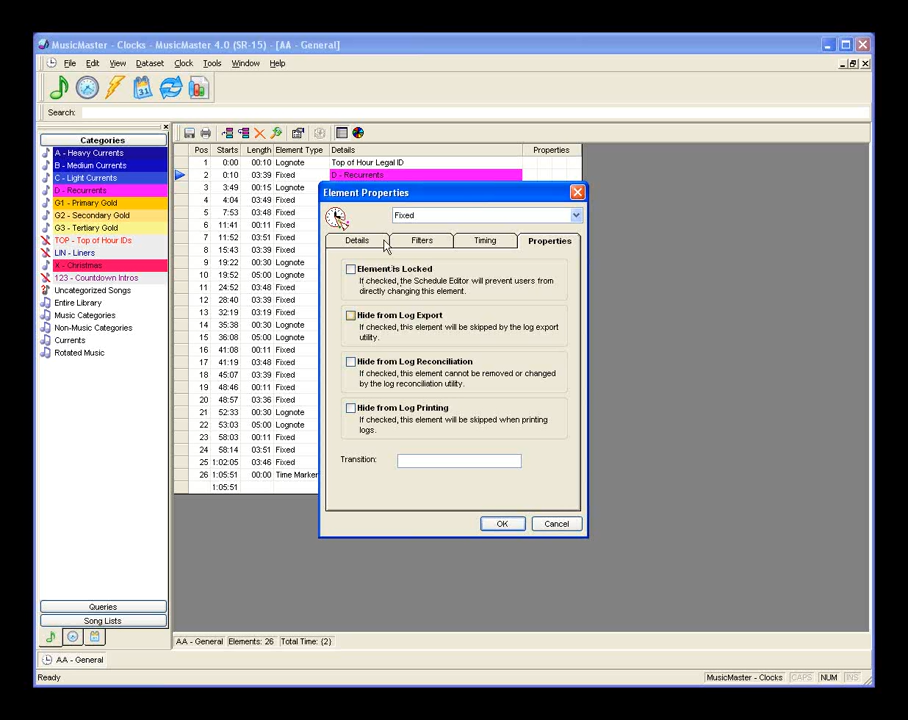 MusicMaster - Clocks - MusicMaster 4.0 (SR-15) - [AA - General]
File Edit View Dataset Clock Tools Window Help
Search:
Categories
A - Heavy Currents
B - Medium Currents
C - Light Currents
D - Recurrents
G1 - Primary Gold
G2 - Secondary Gold
G3 - Tertiary Gold
TOP - Top of Hour IDs
LIN - Liners
X - Christmas
123 - Countdown Intros
Uncategorized Songs
Entire Library
Music Categories
Non-Music Categories
Currents
Rotated Music
Queries
Song Lists
Pos Starts Length Element Type Details Properties
1 0:00 00:10 Lognote Top of Hour Legal ID
2 0:10 03:39 Fixed D - Recurrents
3 3:49 00:15 Lognote
4 4:04 03:49 Fixed
5 7:53 03:48 Fixed
6 11:41 00:11 Fixed
7 11:52 03:51 Fixed
8 15:43 03:39 Fixed
9 19:22 00:30 Lognote
10 19:52 05:00 Lognote
11 24:52 03:48 Fixed
12 28:40 03:39 Fixed
13 32:19 03:19 Fixed
14 35:38 00:30 Lognote
15 36:08 05:00 Lognote
16 41:08 00:11 Fixed
17 41:19 03:48 Fixed
18 45:07 03:39 Fixed
19 48:46 00:11 Fixed
20 48:57 03:36 Fixed
21 52:33 00:30 Lognote
22 53:03 05:00 Lognote
23 58:03 00:11 Fixed
24 58:14 03:51 Fixed
25 1:02:05 03:46 Fixed
26 1:05:51 00:00 Time Marker
1:05:51
Element Properties
Fixed
Details Filters Timing Properties
Element is Locked
If checked, the Schedule Editor will prevent users from
directly changing this element.
Hide from Log Export
If checked, this element will be skipped by the log export
utility.
Hide from Log Reconciliation
If checked, this element cannot be removed or changed
by the log reconciliation utility.
Hide from Log Printing
If checked, this element will be skipped when printing
logs.
Transition:
OK Cancel
AA - General Elements: 26 Total Time: (2)
AA - General
Ready
MusicMaster - Clocks CAPS NUM INS